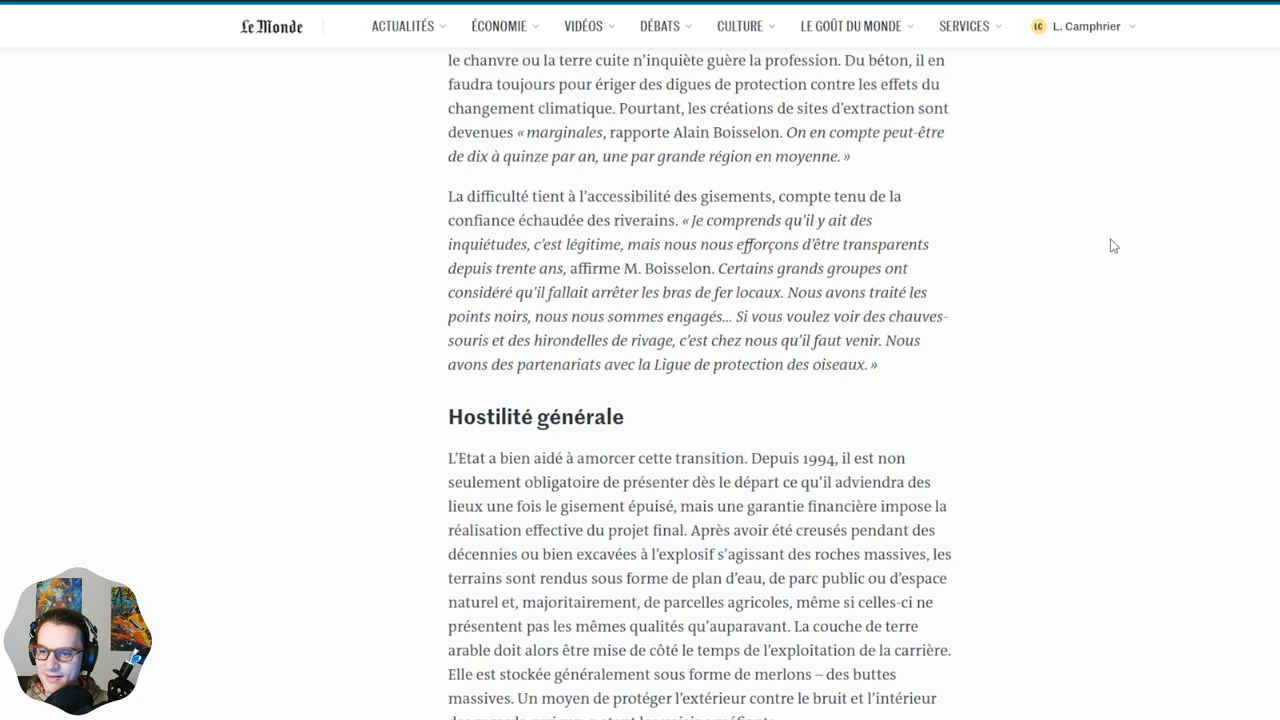 Le Monde
ACTUALITÉS
ÉCONOMIE
VIDÉOS
DÉBATS
CULTURE
LE GOÛT DU MONDE
SERVICES
LC
L. Camphrier
le chanvre ou la terre cuite n’inquiète guère la profession. Du béton, il en
faudra toujours pour ériger des digues de protection contre les effets du
changement climatique. Pourtant, les créations de sites d’extraction sont
devenues « marginales, rapporte Alain Boisselon. On en compte peut-être
de dix à quinze par an, une par grande région en moyenne. »
La difficulté tient à l’accessibilité des gisements, compte tenu de la
confiance échaudée des riverains. « Je comprends qu’il y ait des
inquiétudes, c’est légitime, mais nous nous efforçons d’être transparents
depuis trente ans, affirme M. Boisselon. Certains grands groupes ont
considéré qu’il fallait arrêter les bras de fer locaux. Nous avons traité les
points noirs, nous nous sommes engagés… Si vous voulez voir des chauves-
souris et des hirondelles de rivage, c’est chez nous qu’il faut venir. Nous
avons des partenariats avec la Ligue de protection des oiseaux. »
Hostilité générale
L’Etat a bien aidé à amorcer cette transition. Depuis 1994, il est non
seulement obligatoire de présenter dès le départ ce qu’il adviendra des
lieux une fois le gisement épuisé, mais une garantie financière impose la
réalisation effective du projet final. Après avoir été creusés pendant des
décennies ou bien excavées à l’explosif s’agissant des roches massives, les
terrains sont rendus sous forme de plan d’eau, de parc public ou d’espace
naturel et, majoritairement, de parcelles agricoles, même si celles-ci ne
présentent pas les mêmes qualités qu’auparavant. La couche de terre
arable doit alors être mise de côté le temps de l’exploitation de la carrière.
Elle est stockée généralement sous forme de merlons – des buttes
massives. Un moyen de protéger l’extérieur contre le bruit et l’intérieur